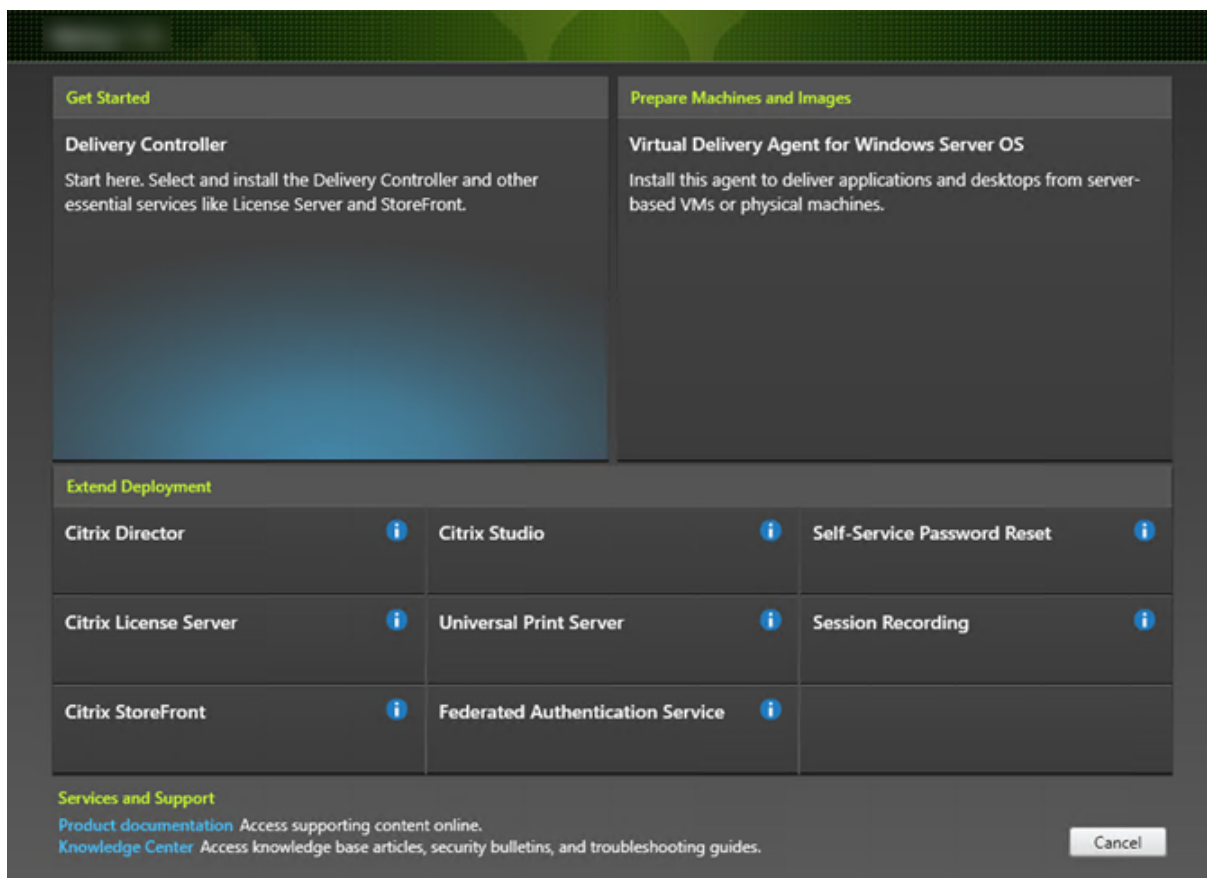 Get Started
Prepare Machines and Images
Delivery Controller
Start here. Select and install the Delivery Controller and other
essential services like License Server and StoreFront.
Virtual Delivery Agent for Windows Server OS
Install this agent to deliver applications and desktops from server-
based VMs or physical machines.
Extend Deployment
Citrix Director
Citrix Studio
Self-Service Password Reset
Citrix License Server
Universal Print Server
Session Recording
Citrix StoreFront
Federated Authentication Service
Services and Support
Product documentation Access supporting content online.
Knowledge Center Access knowledge base articles, security bulletins, and troubleshooting guides.
Cancel